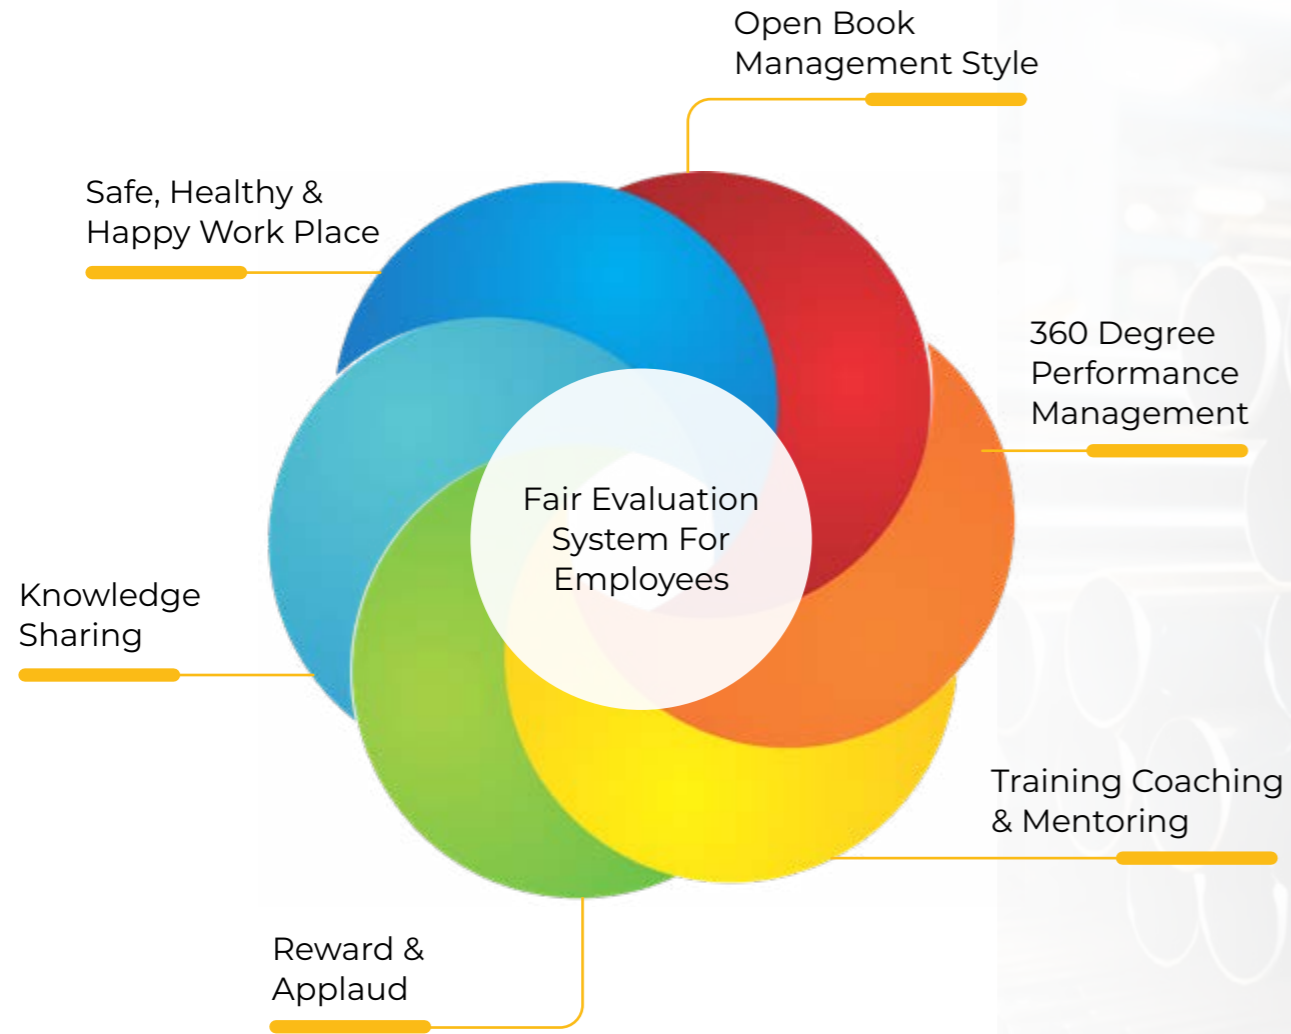 Open Book
Management Style
Safe, Healthy &
Happy Work Place
360 Degree
Performance
Management
Fair Evaluation
System For
Employees
Knowledge
Sharing
Training Coaching
& Mentoring
Reward &
Applaud